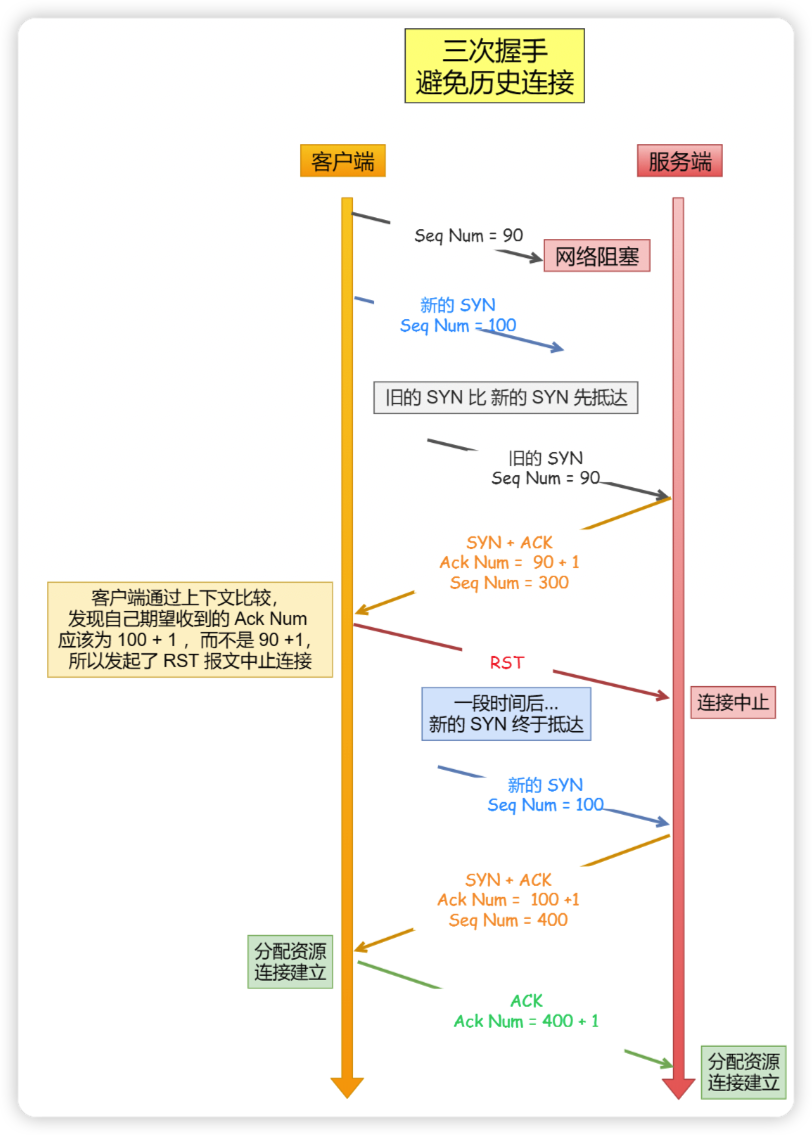 三次握手
避免历史连接
客户端
服务端
Seq Num = 90
网络阻塞
新的 SYN
Seq Num = 100
旧的 SYN 比 新的 SYN 先抵达
旧的 SYN
Seq Num = 90
SYN + ACK
Ack Num = 90 + 1
Seq Num = 300
客户端通过上下文比较，
发现自己期望收到的 Ack Num
应该为 100 + 1 ，而不是 90 +1，
所以发起了 RST 报文中止连接
RST
连接中止
一段时间后...
新的 SYN 终于抵达
新的 SYN
Seq Num = 100
SYN + ACK
Ack Num = 100 +1
Seq Num = 400
分配资源
连接建立
ACK
Ack Num = 400 + 1
分配资源
连接建立